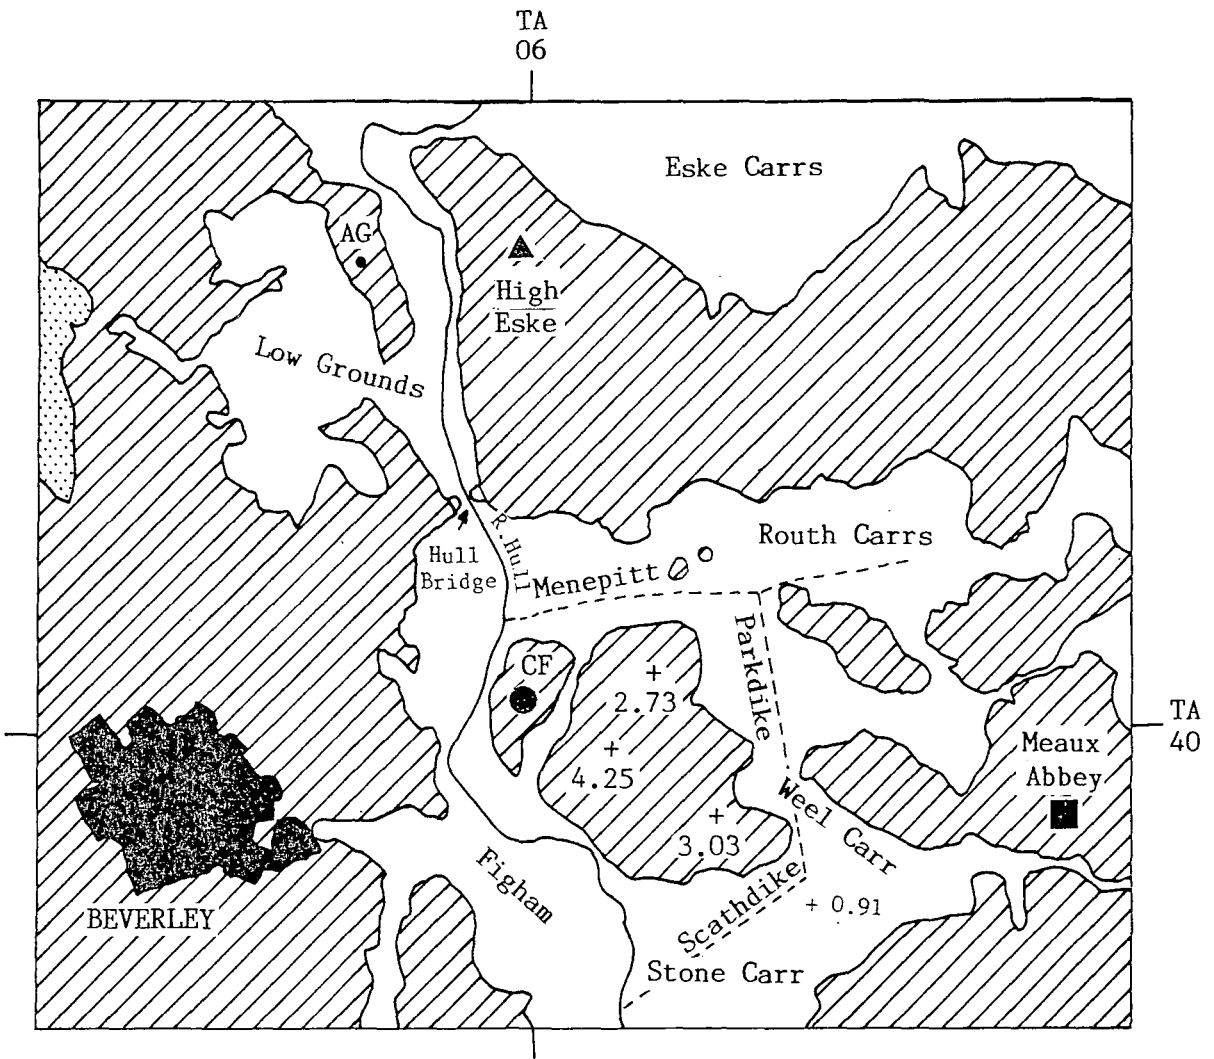 TA
06
Eske Carrs
AG
High
Eske
Low Grounds
R.Hull
Routh Carrs
Hull
Bridge
Menepitt
Parkdike
CF
+
2.73
TA
40
+
4.25
Meaux
Abbey
Weel Carr
+
3.03
Figham
Scathdike
+ 0.91
BEVERLEY
Stone Carr